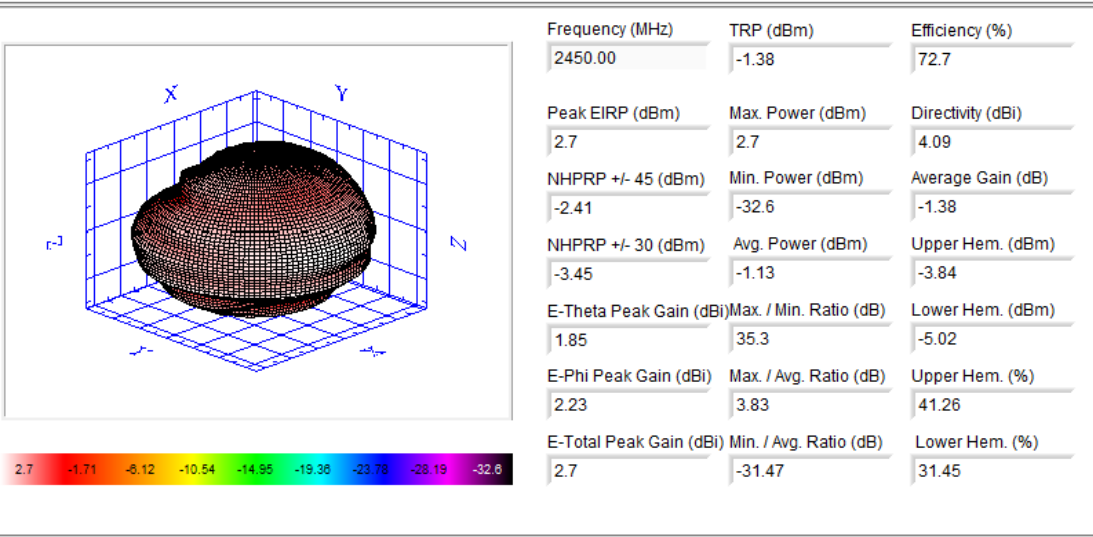 Frequency (MHz) TRP (dBm) Efficiency (%)
2450.00 -1.38 72.7
Peak EIRP (dBm) Max. Power (dBm) Directivity (dBi)
2.7 2.7 4.09
NHPRP +/- 45 (dBm) Min. Power (dBm) Average Gain (dB)
-2.41 -32.6 -1.38
NHPRP +/- 30 (dBm) Avg. Power (dBm) Upper Hem. (dBm)
-3.45 -1.13 -3.84
E-Theta Peak Gain (dBi) Max. / Min. Ratio (dB) Lower Hem. (dBm)
1.85 35.3 -5.02
E-Phi Peak Gain (dBi) Max. / Avg. Ratio (dB) Upper Hem. (%)
2.23 3.83 41.26
E-Total Peak Gain (dBi) Min. / Avg. Ratio (dB) Lower Hem. (%)
2.7 -31.47 31.45
X Y
Z
2.7 -1.71 -6.12 -10.54 -14.95 -19.36 -23.78 -28.19 -32.6